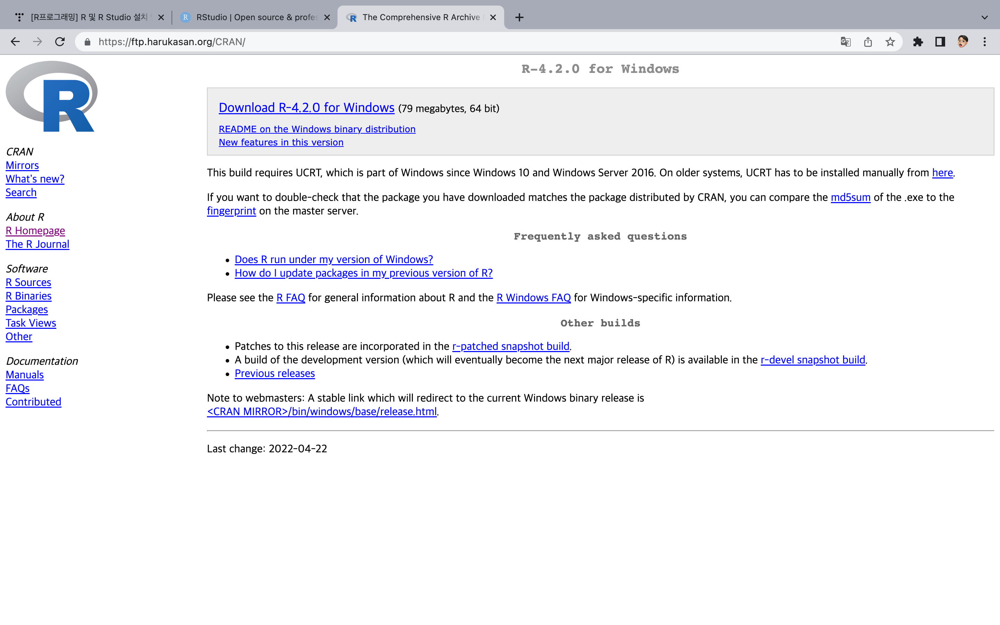 [R프로그래밍] R 및 R Studio 설치
RStudio | Open source & profes
The Comprehensive R Archive
https://ftp.harukasan.org/CRAN/
R
CRAN
Mirrors
What's new?
Search
About R
R Homepage
The R Journal
Software
R Sources
R Binaries
Packages
Task Views
Other
Documentation
Manuals
FAQs
Contributed
R-4.2.0 for Windows
Download R-4.2.0 for Windows (79 megabytes, 64 bit)
README on the Windows binary distribution
New features in this version
This build requires UCRT, which is part of Windows since Windows 10 and Windows Server 2016. On older systems, UCRT has to be installed manually from here.
If you want to double-check that the package you have downloaded matches the package distributed by CRAN, you can compare the md5sum of the .exe to the
fingerprint on the master server.
Frequently asked questions
• Does R run under my version of Windows?
• How do I update packages in my previous version of R?
Please see the R FAQ for general information about R and the R Windows FAQ for Windows-specific information.
Other builds
• Patches to this release are incorporated in the r-patched snapshot build.
• A build of the development version (which will eventually become the next major release of R) is available in the r-devel snapshot build.
• Previous releases
Note to webmasters: A stable link which will redirect to the current Windows binary release is
<CRAN MIRROR>/bin/windows/base/release.html.
Last change: 2022-04-22